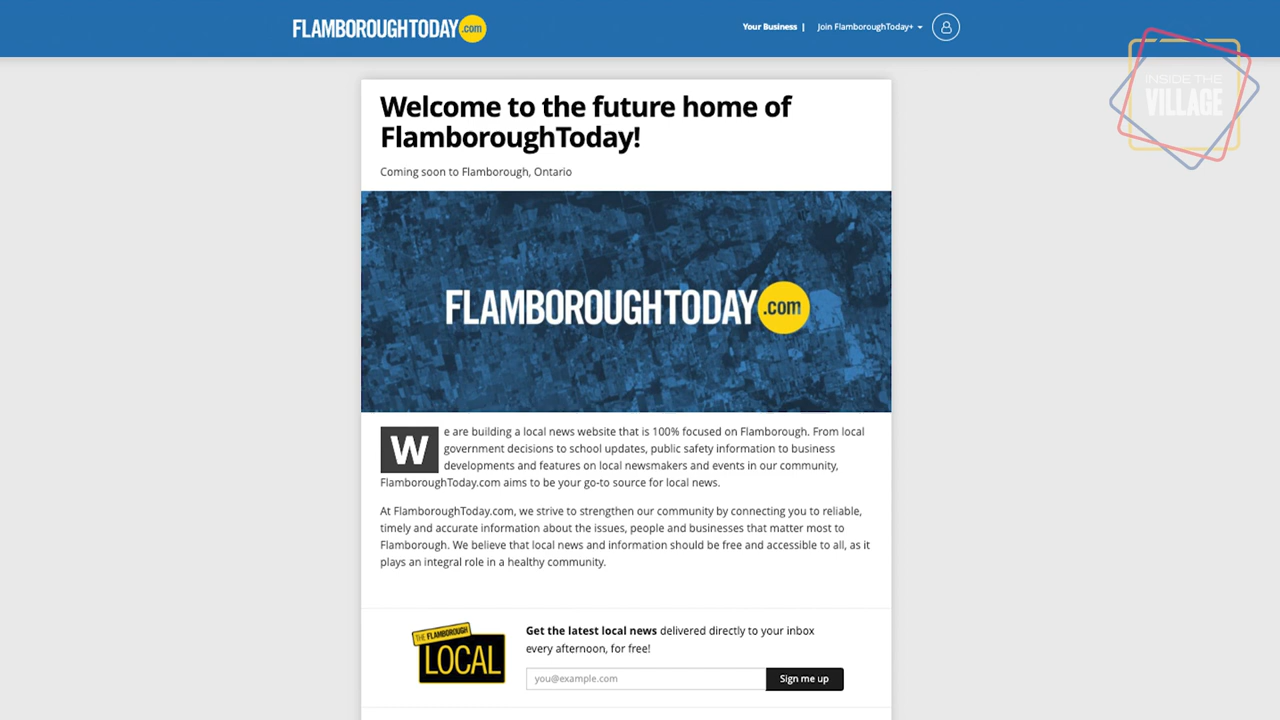 FLAMBOROUGHTODAY.com
Your Business | Join FlamboroughToday+
INSIDE THE
VILLAGE
Welcome to the future home of
FlamboroughToday!
Coming soon to Flamborough, Ontario
FLAMBOROUGHTODAY.com
We are building a local news website that is 100% focused on Flamborough. From local
government decisions to school updates, public safety information to business
developments and features on local newsmakers and events in our community,
FlamboroughToday.com aims to be your go-to source for local news.
At FlamboroughToday.com, we strive to strengthen our community by connecting you to reliable,
timely and accurate information about the issues, people and businesses that matter most to
Flamborough. We believe that local news and information should be free and accessible to all, as it
plays an integral role in a healthy community.
THE FLAMBOROUGH
LOCAL
Get the latest local news delivered directly to your inbox
every afternoon, for free!
you@example.com
Sign me up